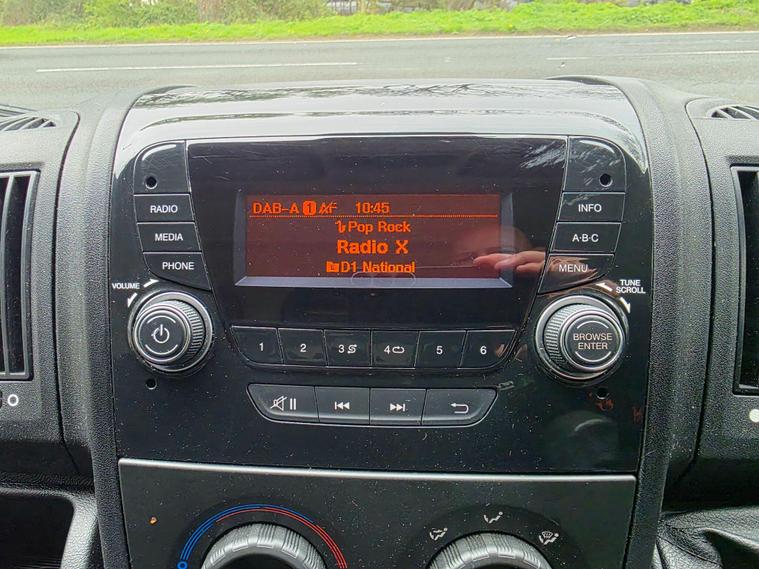 DAB-A 1 AF 10:45
Pop Rock
Radio X
D1 National
RADIO
MEDIA
PHONE
INFO
A·B·C
MENU
VOLUME
TUNE
SCROLL
BROWSE
ENTER
1 2 3 4 5 6